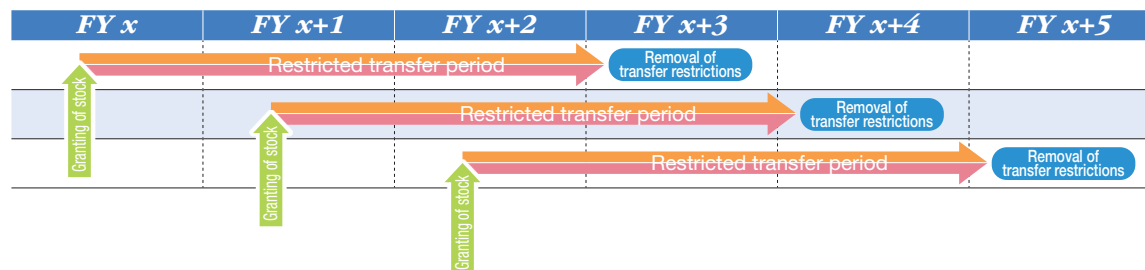 FY x FY x+1 FY x+2 FY x+3 FY x+4 FY x+5
Restricted transfer period
Removal of
transfer restrictions
Granting of stock
Restricted transfer period
Removal of
transfer restrictions
Granting of stock
Restricted transfer period
Removal of
transfer restrictions
Granting of stock